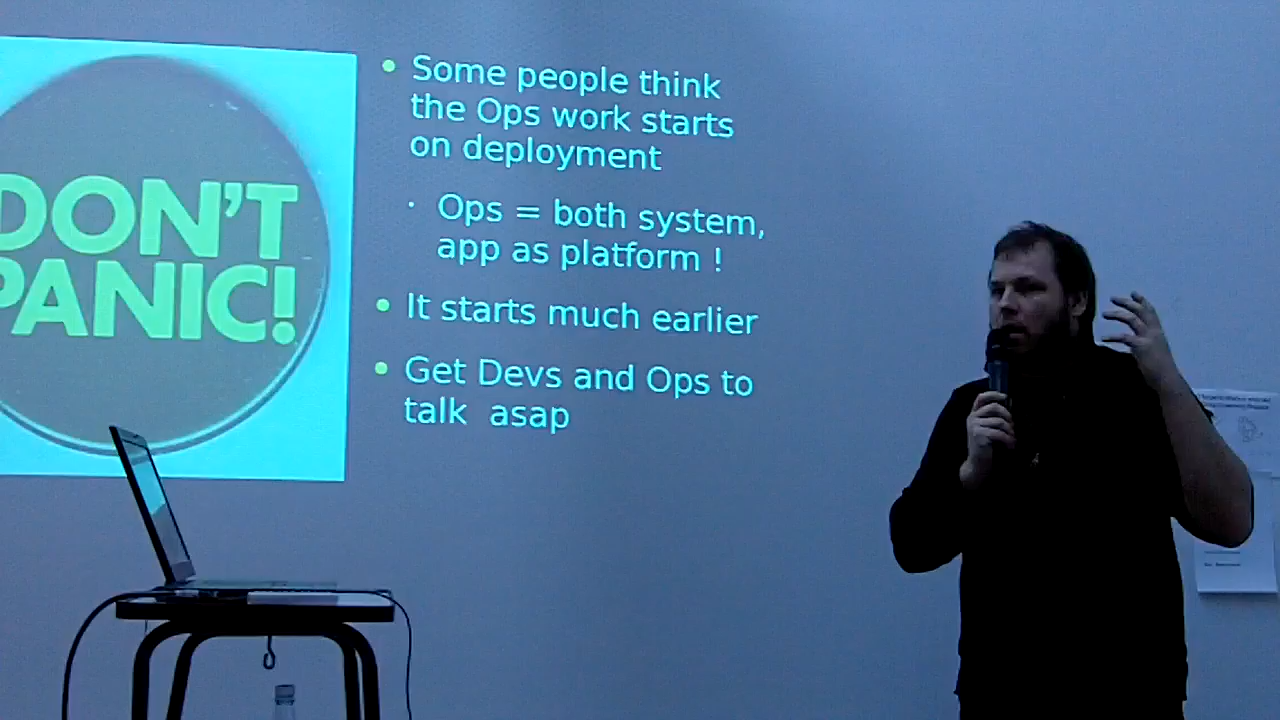 DON'T
PANIC!
Some people think
the Ops work starts
on deployment
Ops = both system,
app as platform !
It starts much earlier
Get Devs and Ops to
talk asap